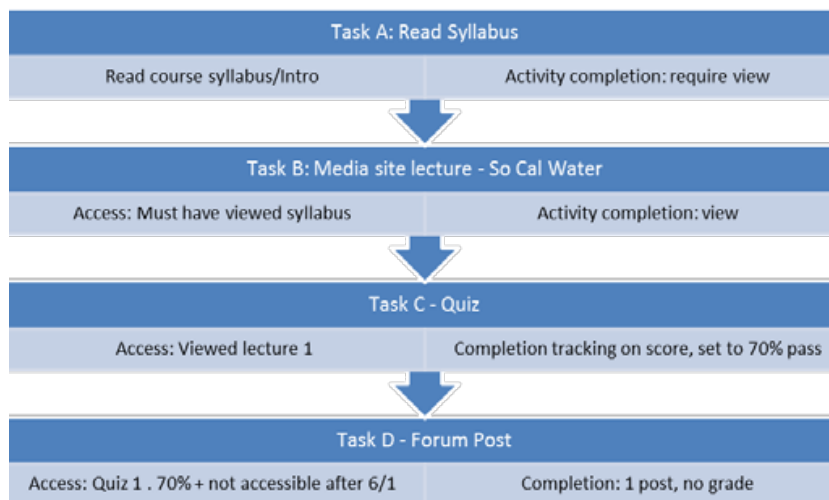 Task A: Read Syllabus
Read course syllabus/Intro
Activity completion: require view
Task B: Media site lecture - So Cal Water
Access: Must have viewed syllabus
Activity completion: view
Task C - Quiz
Access: Viewed lecture 1
Completion tracking on score, set to 70% pass
Task D - Forum Post
Access: Quiz 1 . 70% + not accessible after 6/1
Completion: 1 post, no grade